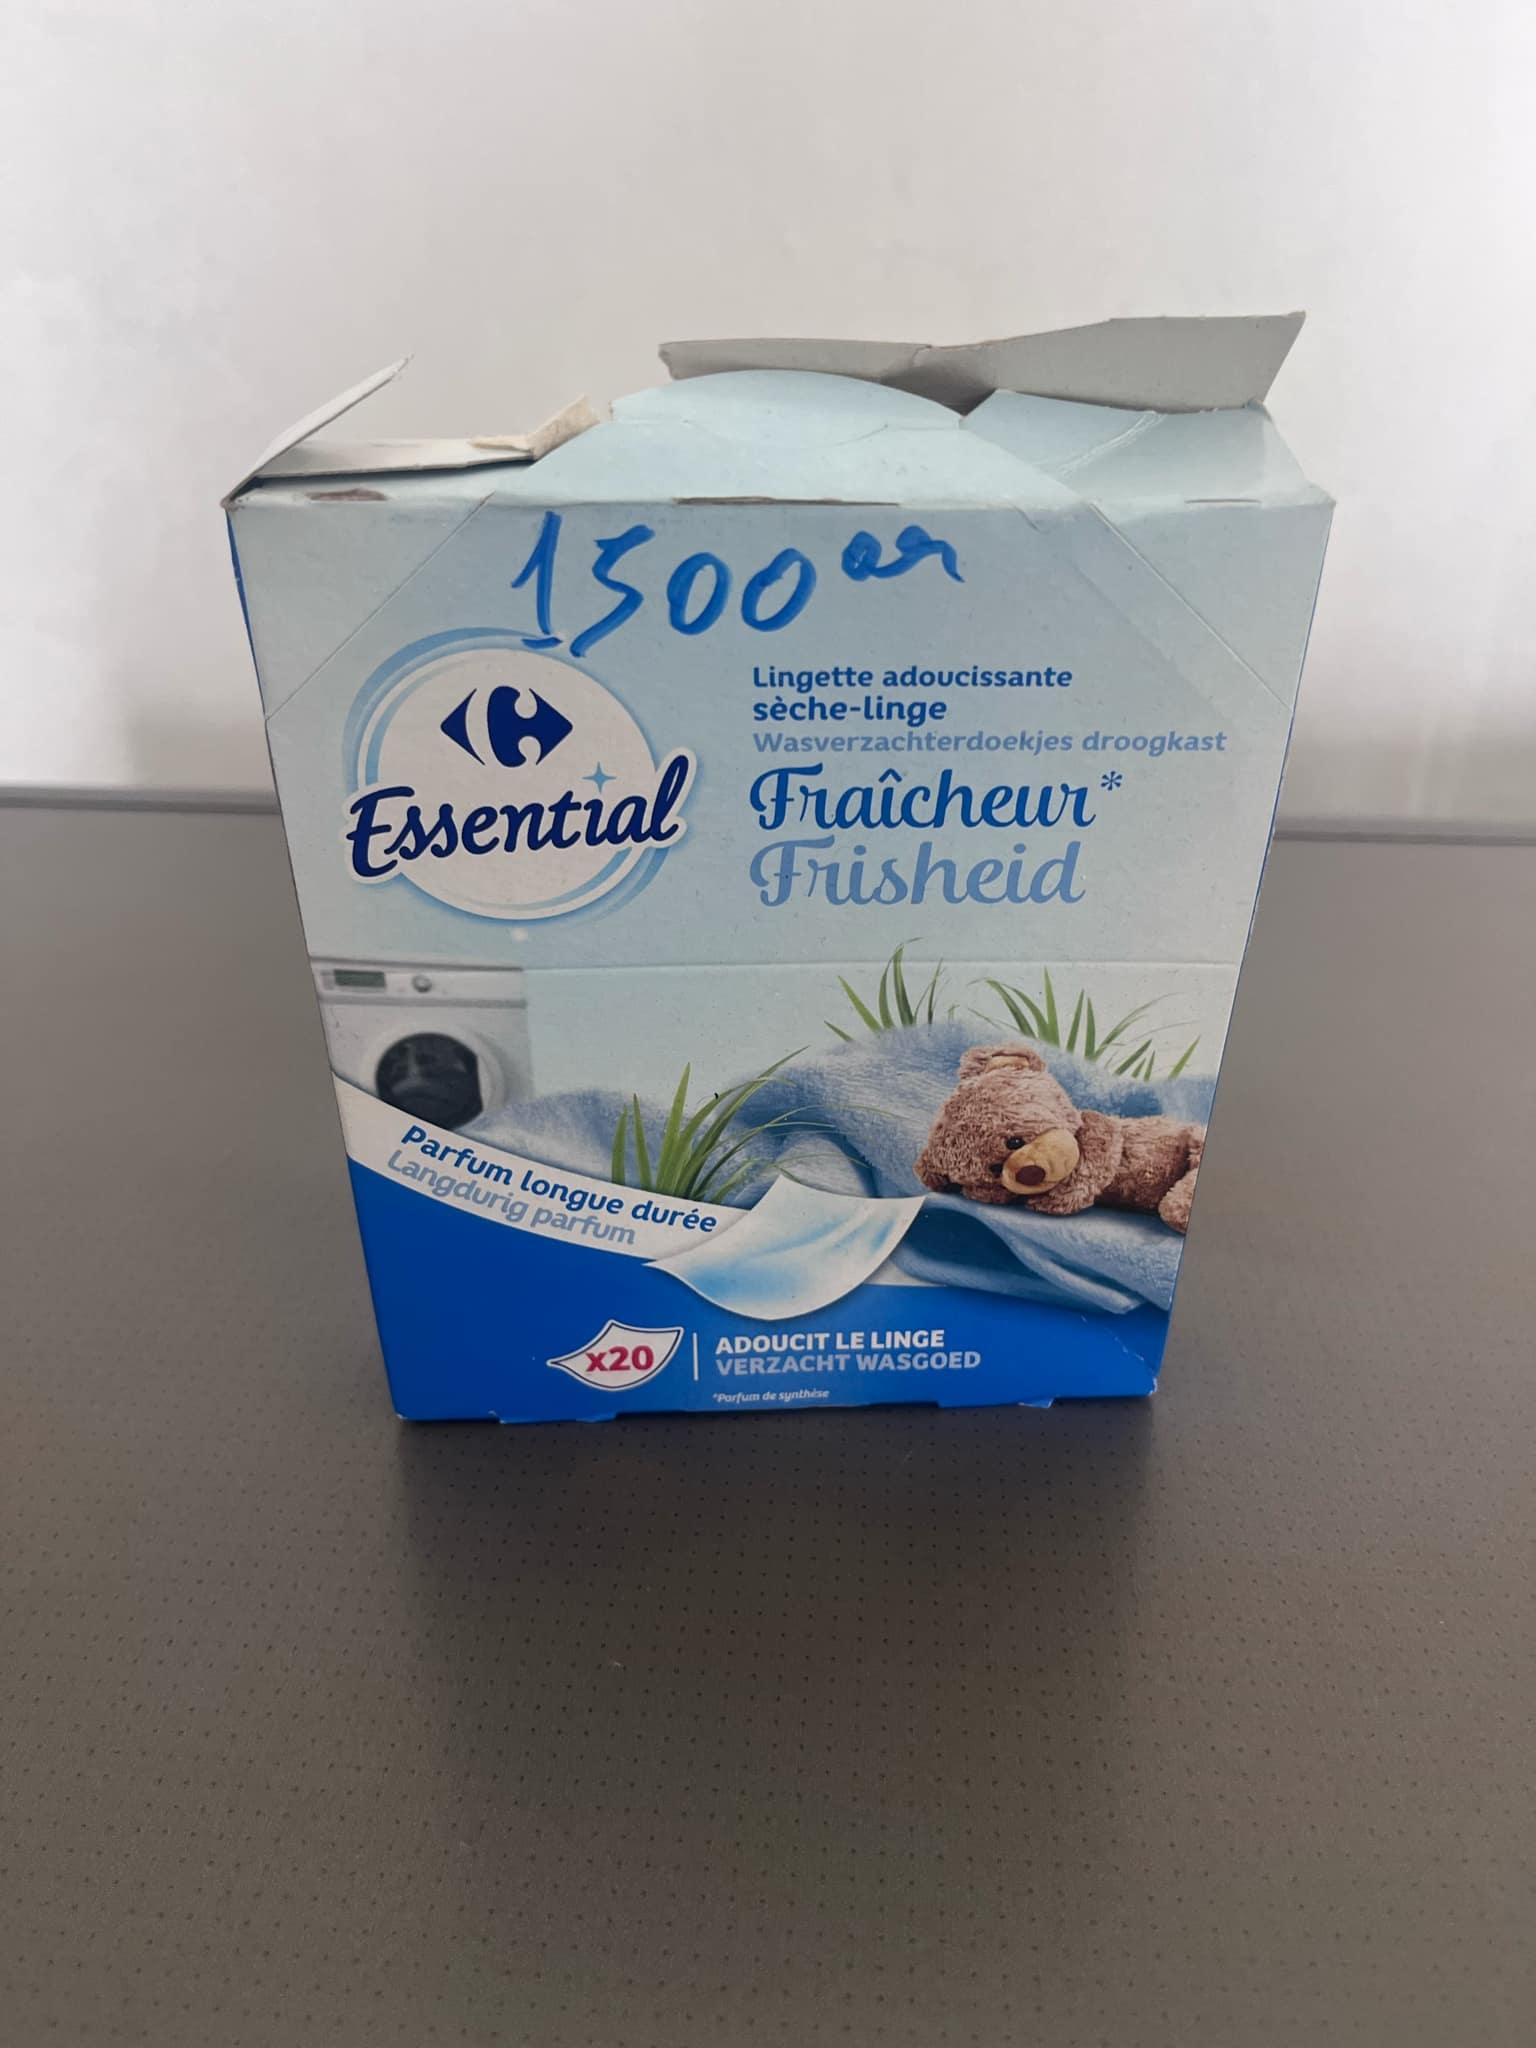 1500
Essential
Lingette adoucissante
sèche-linge
Wasverzachterdoekjes droogkast
Fraîcheur*
Frisheid
Parfum longue durée
Langdurig parfum
x20
ADOUCIT LE LINGE
VERZACHT WASGOED
*Parfum de synthèse